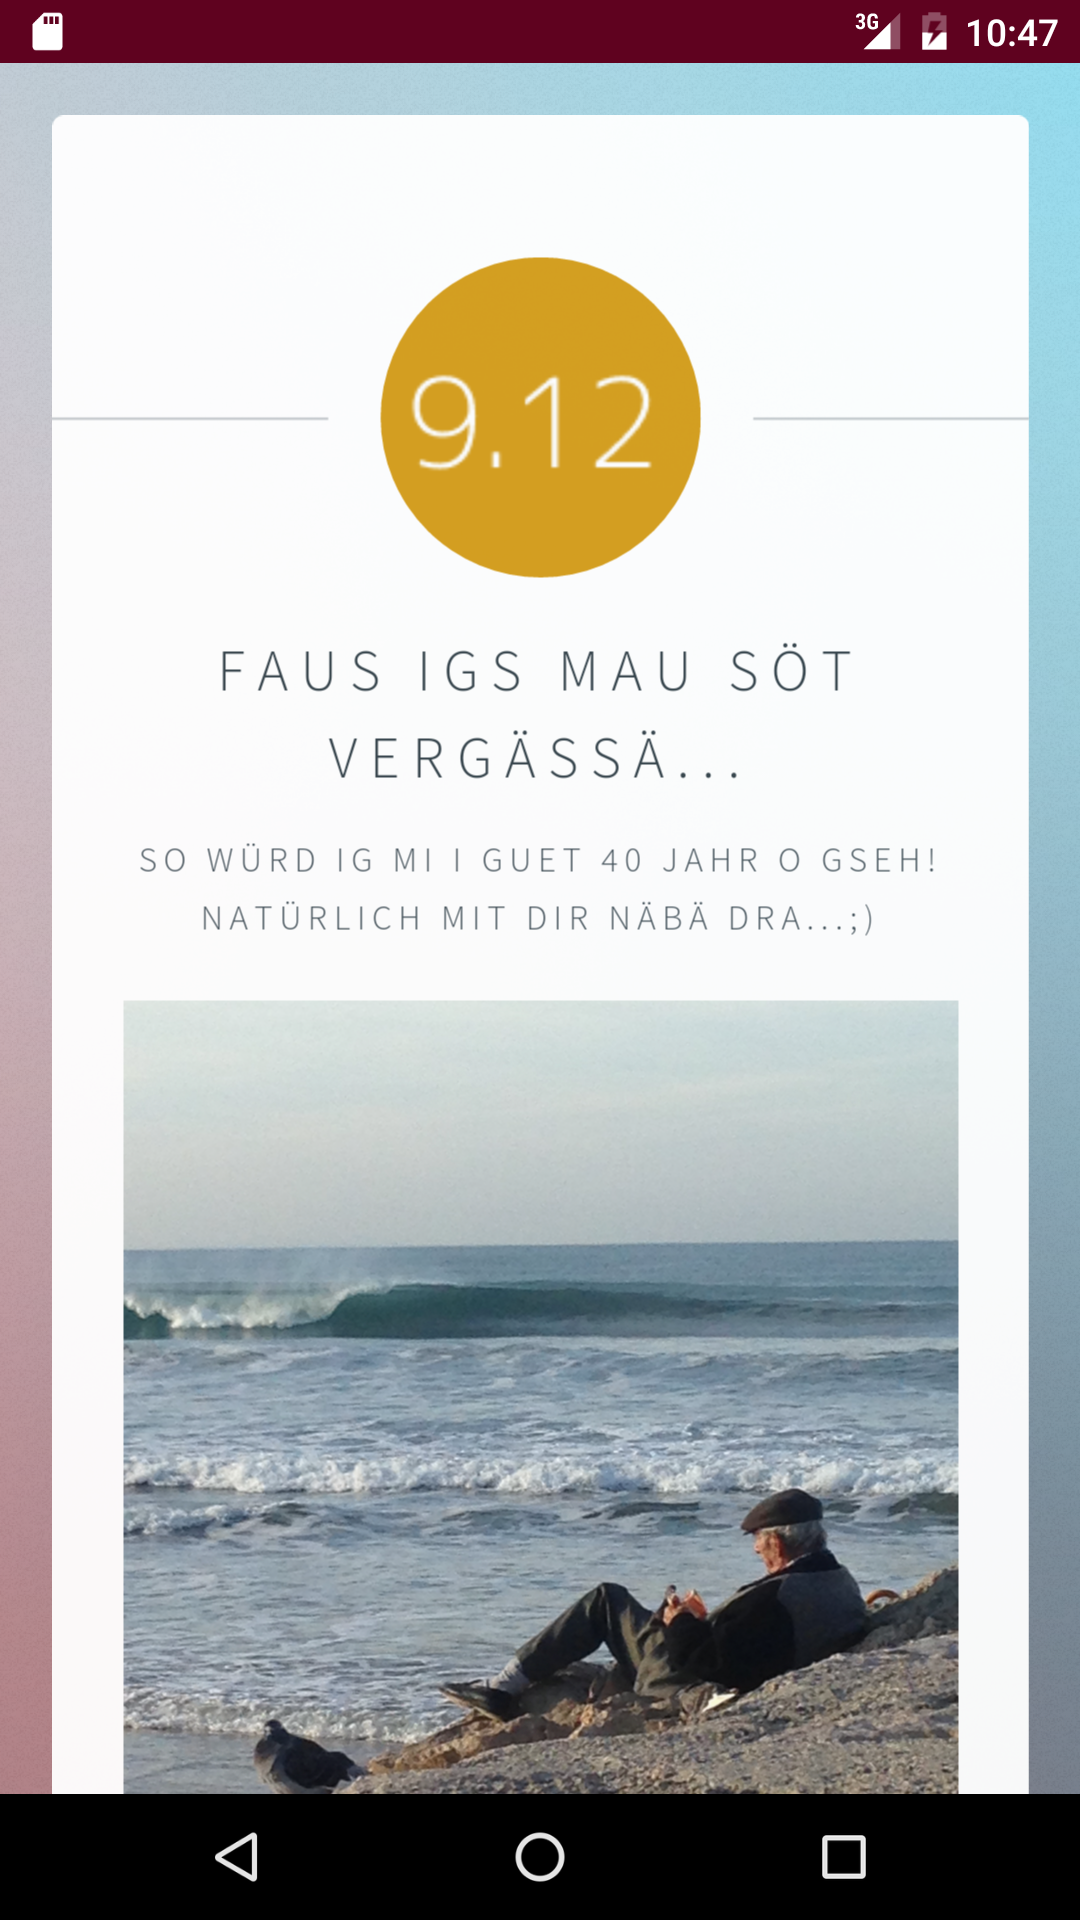 3G 10:47
9.12
FAUS IGS MAU SÖT
VERGÄSSÄ...
SO WÜRD IG MI I GUET 40 JAHR O GSEH!
NATÜRLICH MIT DIR NÄBÄ DRA...;)